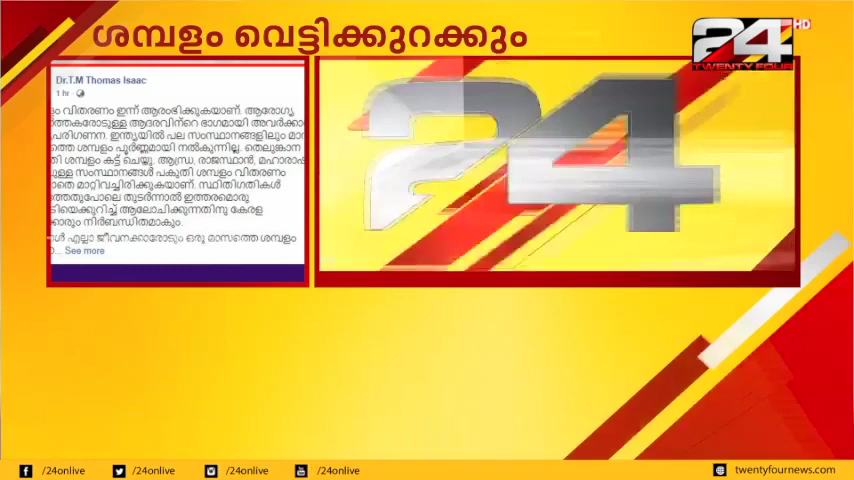 ശമ്പളം വെട്ടിക്കുറക്കും
24 HD
TWENTY FOUR
Dr.T.M Thomas Isaac
1 hr
വിതരണം ഇന്ന് ആരംഭിക്കുകയാണ്. ആരോഗ്യ
ആദരവിന്റെ ഭാഗമായി
പരിഗണന. ഇന്ത്യയിൽ പല സംസ്ഥാനങ്ങളിലും
ശമ്പളം പൂർണ്ണമായി നൽകുന്നില്ല. തെലുങ്കാന
ശമ്പളം കട്ട് ചെയ്തു. ആന്ധ്ര, രാജസ്ഥാൻ,
സംസ്ഥാനങ്ങൾ പകുതി ശമ്പളം വിതരണം
മാറ്റിവച്ചിരിക്കുകയാണ്. സ്ഥിതിഗതികൾ
തുടർന്നാൽ ഇത്തരമൊരു
ആലോചിക്കുന്നതിനു കേരള
നിർബന്ധിതമാകും.
എല്ലാ ജീവനക്കാരോടും ഒരു മാസത്തെ ശമ്പളം
... See more
24
/24onlive
/24onlive
/24onlive
/24onlive
twentyfournews.com